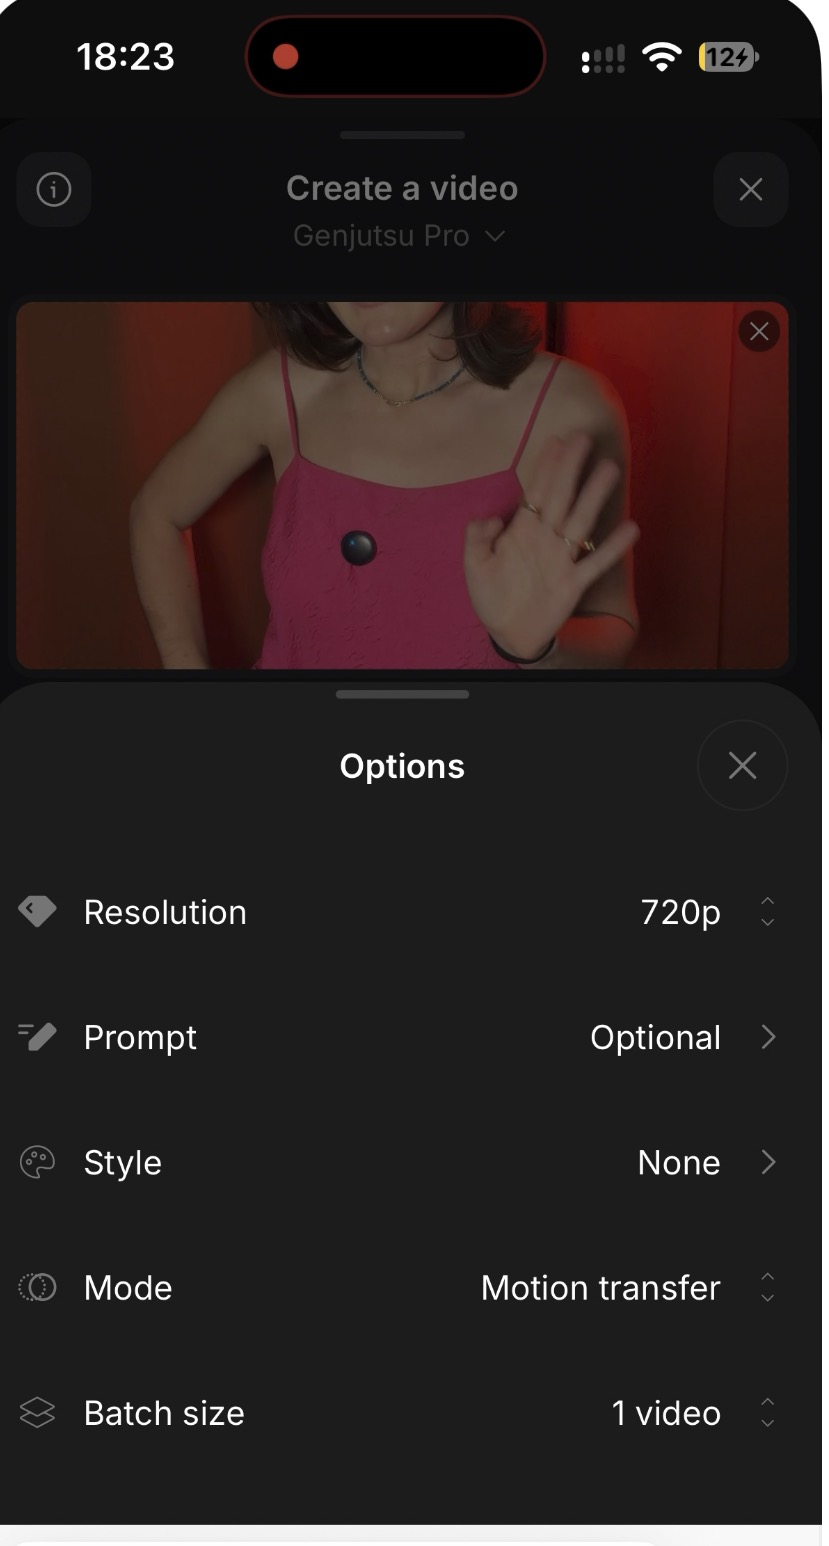 18:23
12
Create a video
Genjutsu Pro
Options
Resolution 720p
Prompt Optional
Style None
Mode Motion transfer
Batch size 1 video